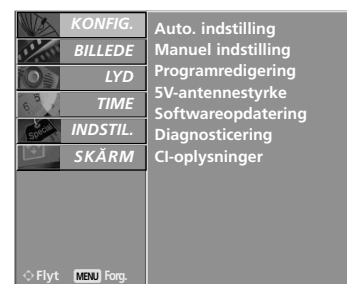 KONFIG.
BILLEDE
LYD
TIME
INDSTIL.
SKĂRM
Auto. indstilling
Manuel indstilling
Programredigering
5V-antennestyrke
Softwareopdatering
Diagnosticering
CI-oplysninger
Flyt MENU Forg.